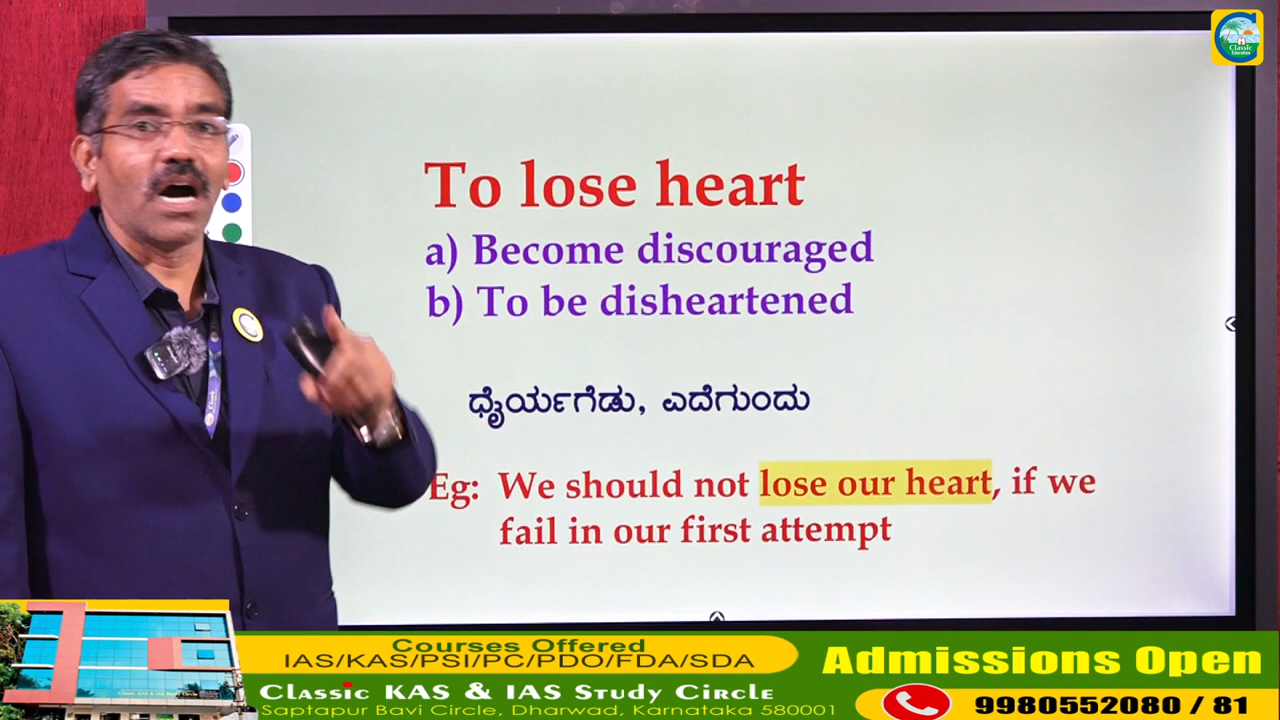 Classic
Education
To lose heart
a) Become discouraged
b) To be disheartened
ಧೈರ್ಯಗೆಡು, ಎದೆಗುಂದು
Eg: We should not lose our heart, if we
fail in our first attempt
Courses Offered
IAS/KAS/PSI/PC/PDO/FDA/SDA
Classic KAS & IAS Study Circle
Saptapur Bavi Circle, Dharwad, Karnataka 580001
Admissions Open
9980552080 / 81